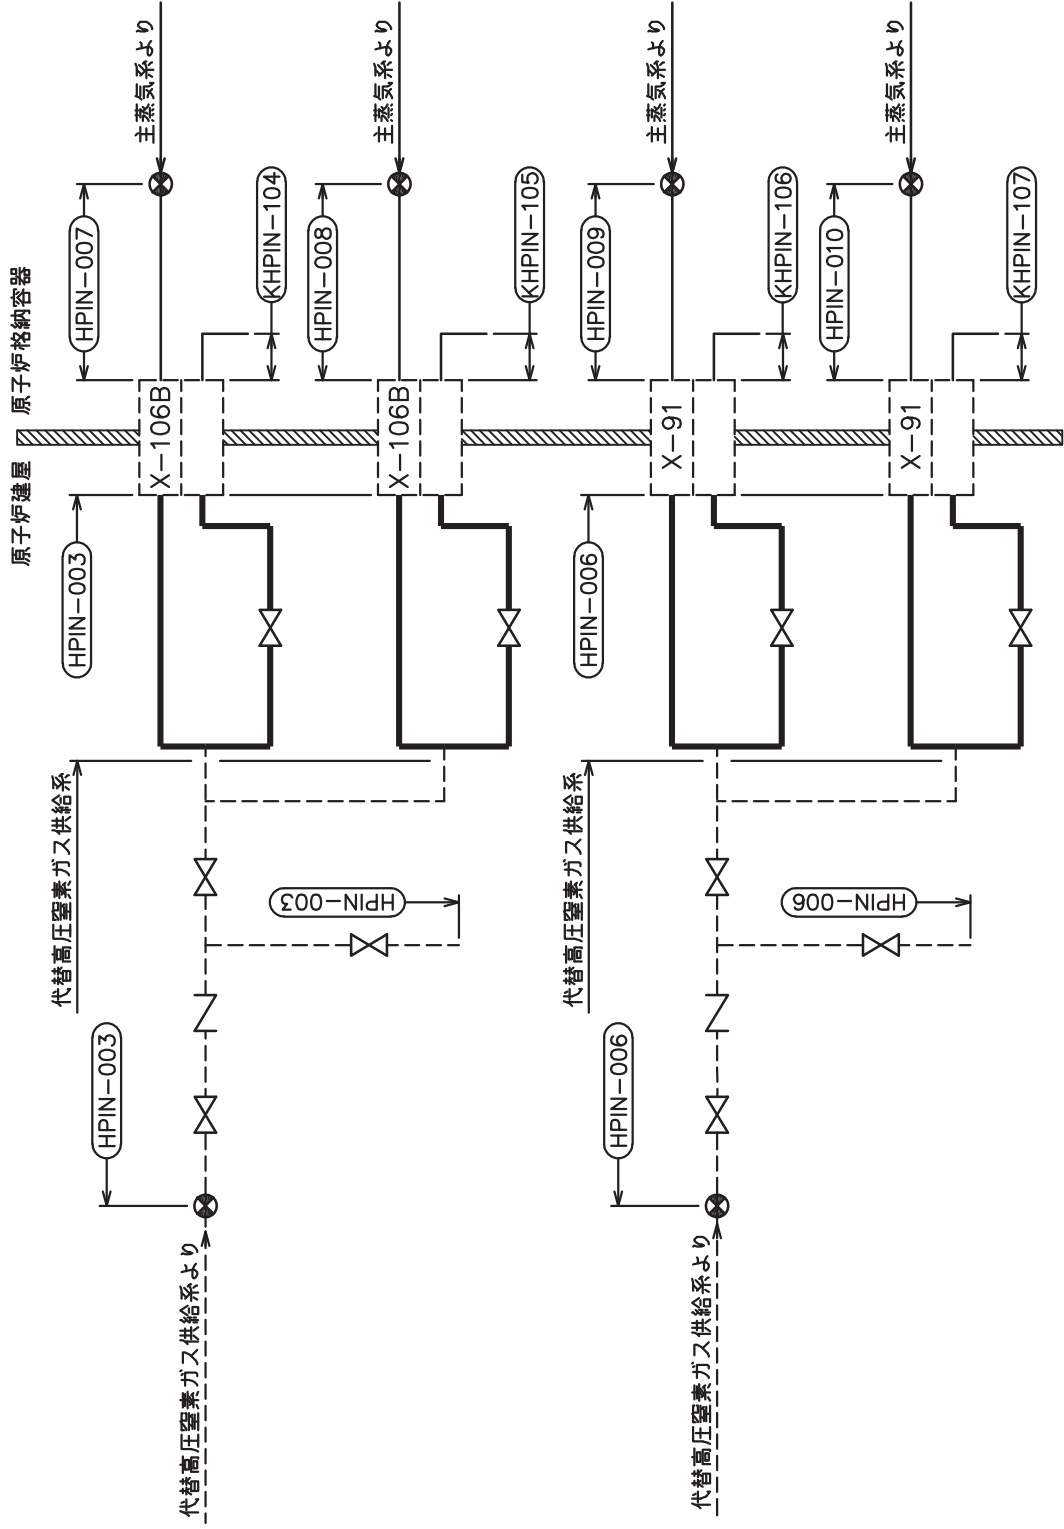 原子炉建屋
原子炉格納容器
HPIN-003
HPIN-007
主蒸気系より
X-106B
KHPIN-104
代替高圧窒素ガス供給系
HPIN-003
代替高圧窒素ガス供給系より
HPIN-003
HPIN-008
主蒸気系より
X-106B
KHPIN-105
HPIN-006
HPIN-009
主蒸気系より
X-91
KHPIN-106
代替高圧窒素ガス供給系
HPIN-006
代替高圧窒素ガス供給系より
HPIN-006
HPIN-010
主蒸気系より
X-91
KHPIN-107